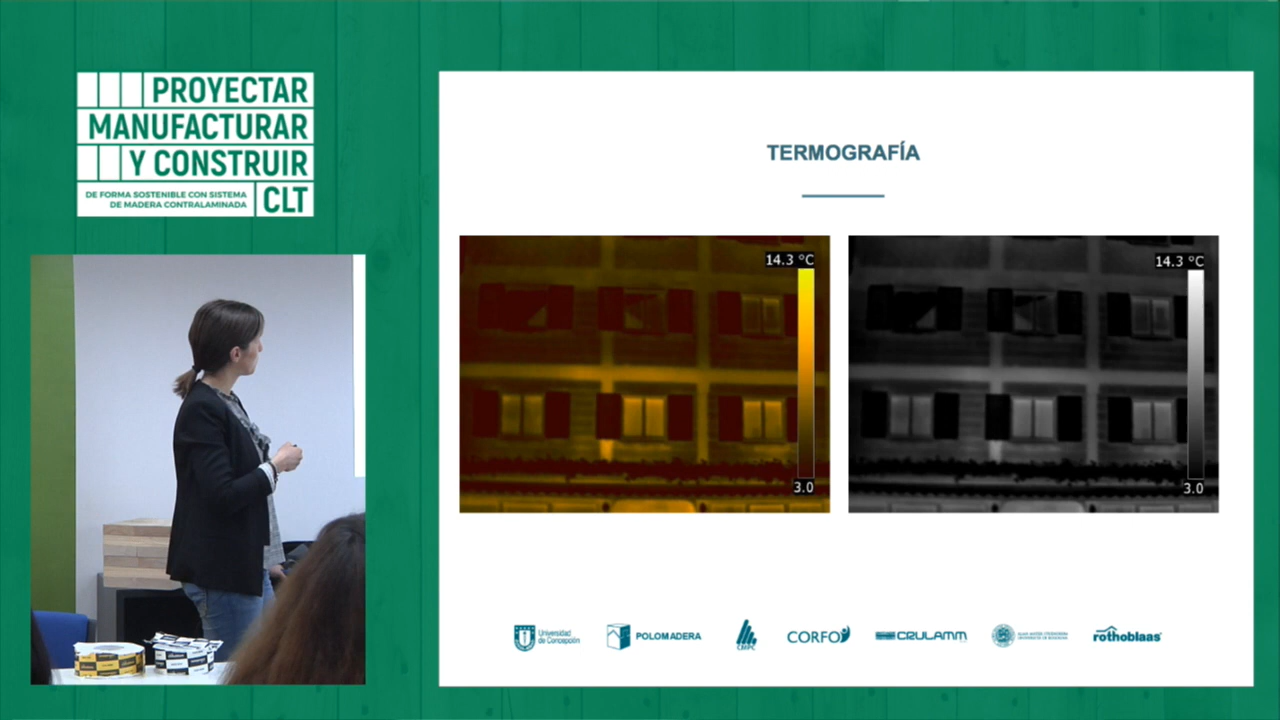 PROYECTAR
MANUFACTURAR
Y CONSTRUIR
DE FORMA SOSTENIBLE CON SISTEMA
DE MADERA CONTRALAMINADA
CLT
TERMOGRAFÍA
14.3 °C
3.0
14.3 °C
3.0
Universidad
de Concepción
POLOMADERA
CMPC
CORFO
CRULAMM
rothoblaas